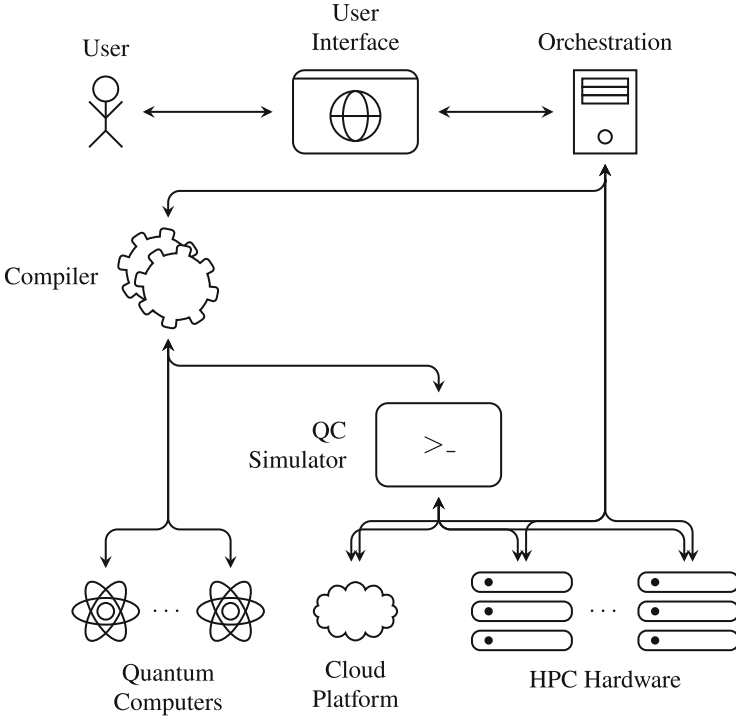 User
User
Interface
Orchestration
Compiler
QC
Simulator
>_
...
...
Quantum
Computers
Cloud
Platform
HPC Hardware